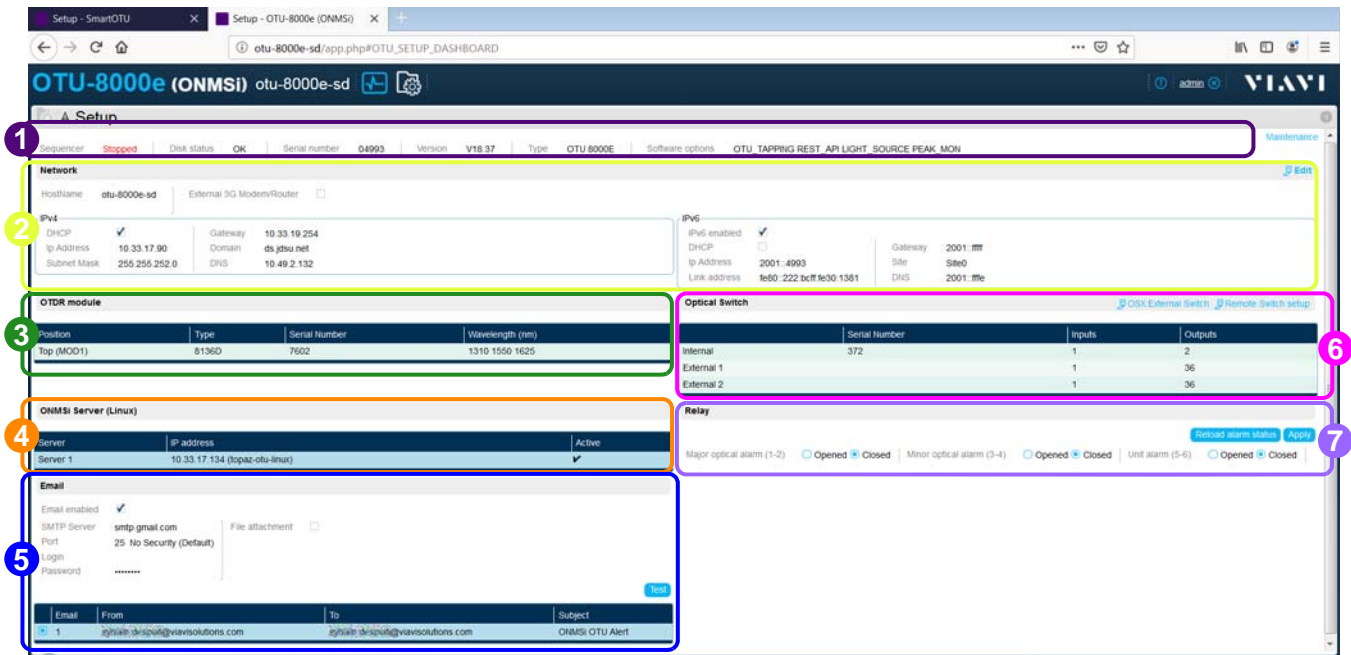 Setup - SmartOTU × Setup - OTU-8000e (ONMSi) × +
otu-8000e-sd/app.php#OTU_SETUP_DASHBOARD
OTU-8000e (ONMSi) otu-8000e-sd admin VIAVI
Setup
1
Maintenance
Sequencer Stopped Disk status OK Serial number 04993 Version V18.37 Type OTU 8000E Software options OTU_TAPPING REST_API LIGHT_SOURCE PEAK_MON
Network Edit
HostName otu-8000e-sd External 3G Modem/Router
2
IPv4
DHCP ✔ Gateway 10.33.19.254
Ip Address 10.33.17.90 Domain ds.jdsu.net
Subnet Mask 255.255.252.0 DNS 10.49.2.132
IPv6
IPv6 enabled ✔
DHCP Gateway 2001::ffff
Ip Address 2001::4993 Site Site0
Link address fe80::222:bcff:fe30:1381 DNS 2001::fffe
OTDR module
3
Position Type Serial Number Wavelength (nm)
Top (MOD1) 8136D 7602 1310 1550 1625
Optical Switch OSX External Switch Remote Switch setup
6
Serial Number Inputs Outputs
Internal 372 1 2
External 1 1 36
External 2 1 36
ONMSi Server (Linux)
4
Server IP address Active
Server 1 10.33.17.134 (topaz-otu-linux) ✔
Relay
7
Reload alarm status Apply
Major optical alarm (1-2) Opened Closed Minor optical alarm (3-4) Opened Closed Unit alarm (5-6) Opened Closed
Email
5
Email enabled ✔
SMTP Server smtp.gmail.com File attachment
Port 25 No Security (Default)
Login
Password ••••••••
Test
Email From To Subject
1 @viavisolutions.com @viavisolutions.com ONMSi OTU Alert